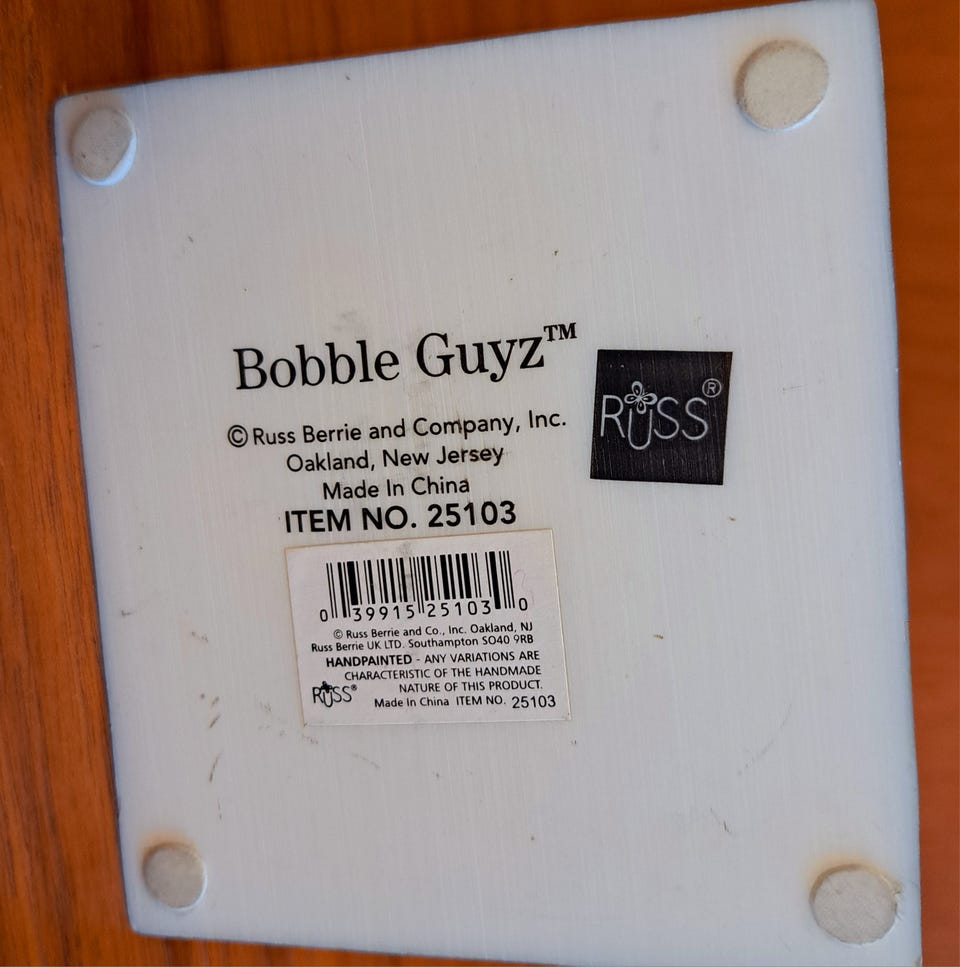 Bobble Guyz™
© Russ Berrie and Company, Inc.
Oakland, New Jersey
Made In China
ITEM NO. 25103
RUSS®
0 39915 25103 0
© Russ Berrie and Co., Inc. Oakland, NJ
Russ Berrie UK LTD. Southampton SO40 9RB
HANDPAINTED - ANY VARIATIONS ARE
CHARACTERISTIC OF THE HANDMADE
NATURE OF THIS PRODUCT.
RUSS®
Made In China ITEM NO. 25103